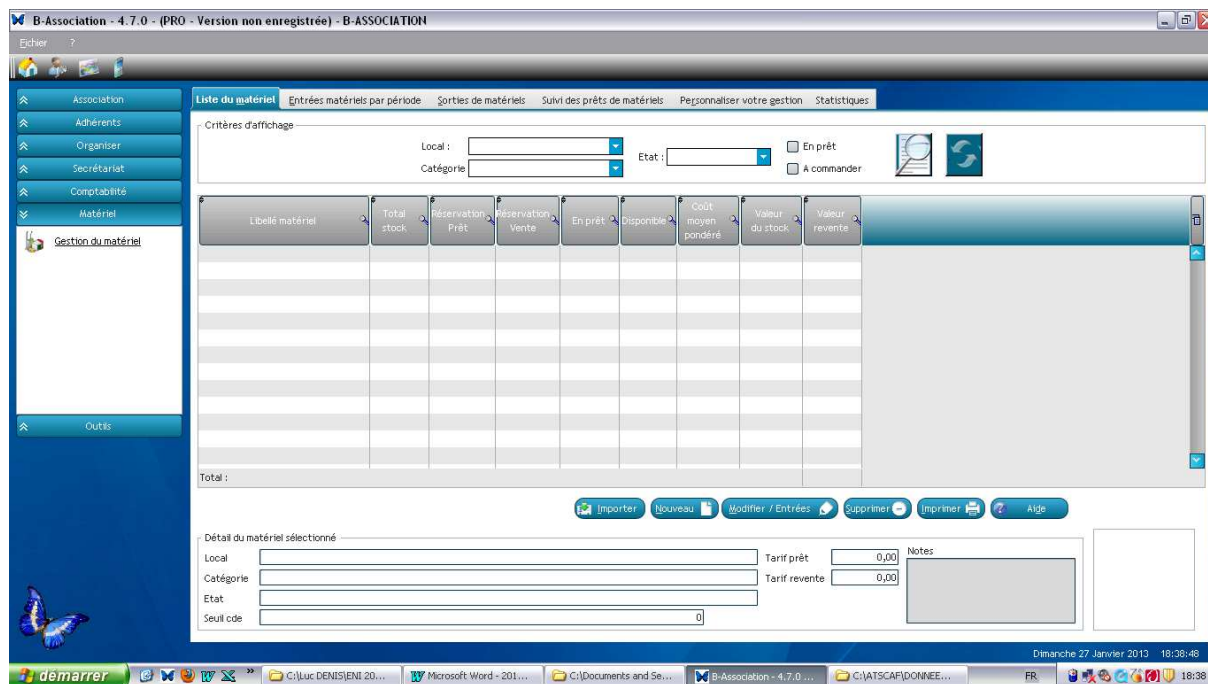 B-Association - 4.7.0 - (PRO - Version non enregistrée) - B-ASSOCIATION
Fichier ?
Association
Adhérents
Organiser
Secrétariat
Comptabilité
Matériel
Gestion du matériel
Outils
Liste du matériel Entrées matériels par période Sorties de matériels Suivi des prêts de matériels Personnaliser votre gestion Statistiques
Critères d'affichage
Local : Etat : En prêt
Catégorie A commander
Libellé matériel Total stock Réservation Prêt Réservation Vente En prêt Disponible Coût moyen pondéré Valeur du stock Valeur revente
Total :
Importer Nouveau Modifier / Entrées Supprimer Imprimer Aide
Détail du matériel sélectionné
Local Tarif prêt 0,00 Notes
Catégorie Tarif revente 0,00
Etat
Seuil cde 0
Dimanche 27 Janvier 2013 18:38:48
démarrer C:\Luc DENIS\ENI 20... Microsoft Word - 201... C:\Documents and Se... B-Association - 4.7.0 ... C:\ATSCAF\DONNEE... FR 18:38